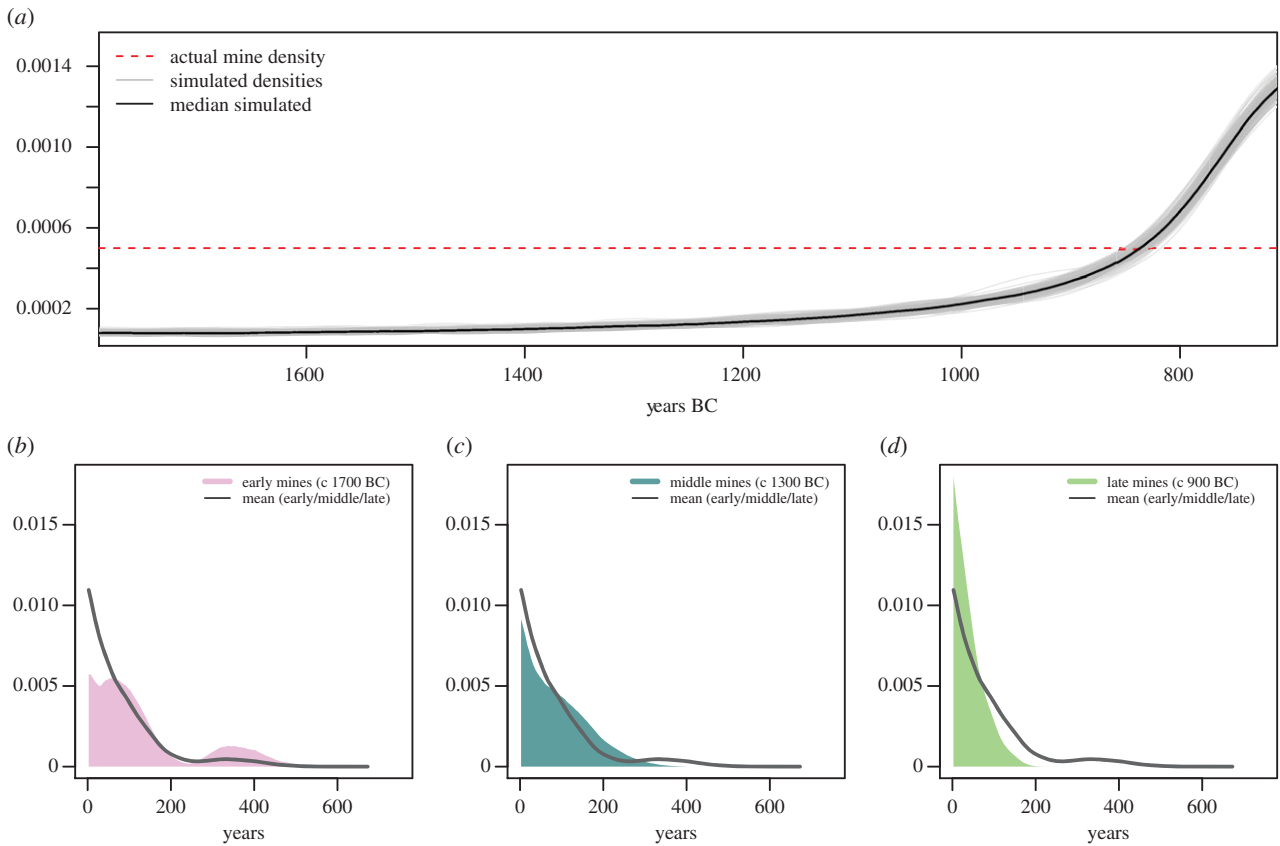 (a)
actual mine density
simulated densities
median simulated
0.0014
0.0010
0.0006
0.0002
1600 1400 1200 1000 800
years BC
(b)
early mines (c 1700 BC)
mean (early/middle/late)
0.015
0.010
0.005
0
0 200 400 600
years
(c)
middle mines (c 1300 BC)
mean (early/middle/late)
0.015
0.010
0.005
0
0 200 400 600
years
(d)
late mines (c 900 BC)
mean (early/middle/late)
0.015
0.010
0.005
0
0 200 400 600
years